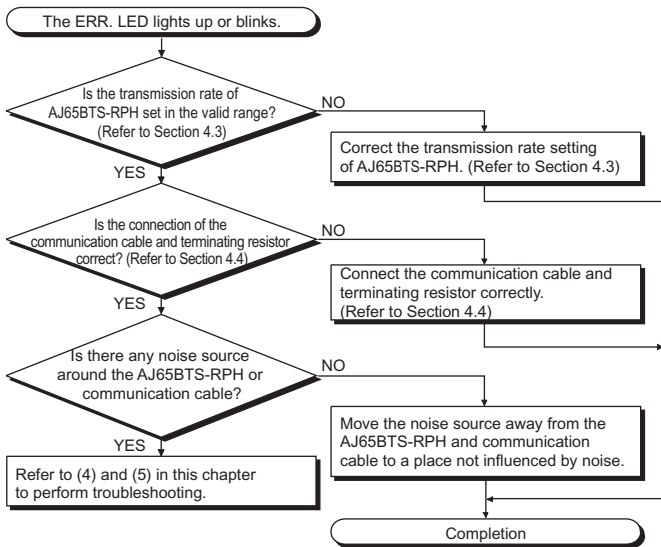 The ERR. LED lights up or blinks.
Is the transmission rate of
AJ65BTS-RPH set in the valid range?
(Refer to Section 4.3)
NO
Correct the transmission rate setting
of AJ65BTS-RPH. (Refer to Section 4.3)
YES
Is the connection of the
communication cable and terminating resistor
correct? (Refer to Section 4.4)
NO
Connect the communication cable and
terminating resistor correctly.
(Refer to Section 4.4)
YES
Is there any noise source
around the AJ65BTS-RPH or
communication cable?
NO
Move the noise source away from the
AJ65BTS-RPH and communication
cable to a place not influenced by noise.
YES
Refer to (4) and (5) in this chapter
to perform troubleshooting.
Completion